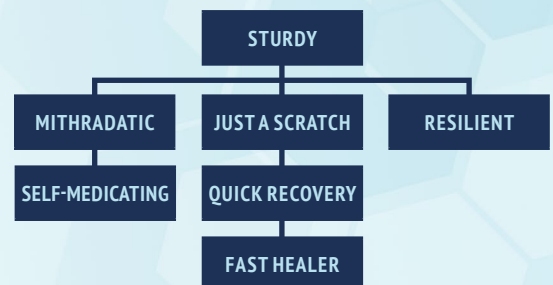 STURDY
MITHRADATIC
JUST A SCRATCH
RESILIENT
SELF-MEDICATING
QUICK RECOVERY
FAST HEALER